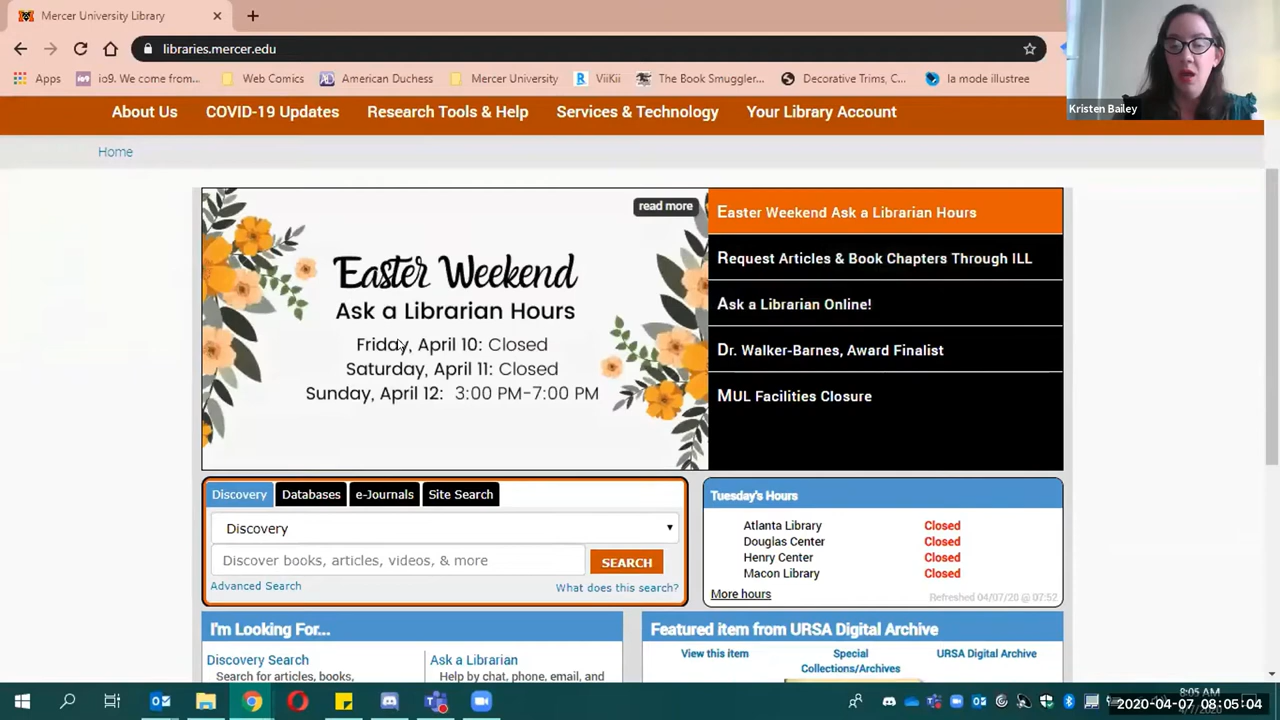 Mercer University Library
libraries.mercer.edu
Apps io9. We come from... Web Comics American Duchess Mercer University ViiKii The Book Smuggler... Decorative Trims, C... la mode illustree
Kristen Bailey
About Us COVID-19 Updates Research Tools & Help Services & Technology Your Library Account
Home
read more
Easter Weekend
Ask a Librarian Hours
Friday, April 10: Closed
Saturday, April 11: Closed
Sunday, April 12: 3:00 PM-7:00 PM
Easter Weekend Ask a Librarian Hours
Request Articles & Book Chapters Through ILL
Ask a Librarian Online!
Dr. Walker-Barnes, Award Finalist
MUL Facilities Closure
Discovery Databases e-Journals Site Search
Discovery
Discover books, articles, videos, & more SEARCH
Advanced Search What does this search?
Tuesday's Hours
Atlanta Library Closed
Douglas Center Closed
Henry Center Closed
Macon Library Closed
More hours Refreshed 04/07/20 @ 07:52
I'm Looking For...
Discovery Search
Search for articles, books,
Ask a Librarian
Help by chat, phone, email, and
Featured item from URSA Digital Archive
View this item Special Collections/Archives URSA Digital Archive
8:05 AM
2020-04-07 08:05:04